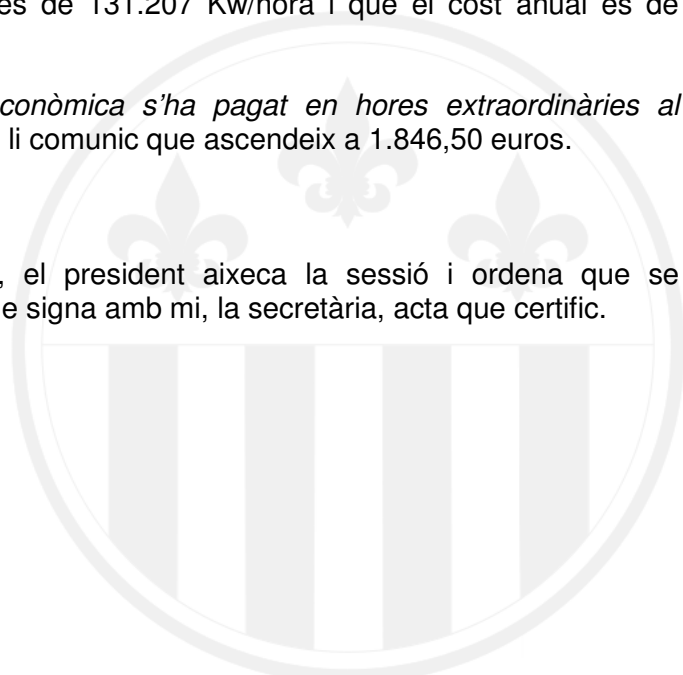 es de 131.207 Kw/hora i que el cost anual és de
conòmica s'ha pagat en hores extraordinàries al
li comunic que ascendeix a 1.846,50 euros.
, el president aixeca la sessió i ordena que se
e signa amb mi, la secretària, acta que certific.